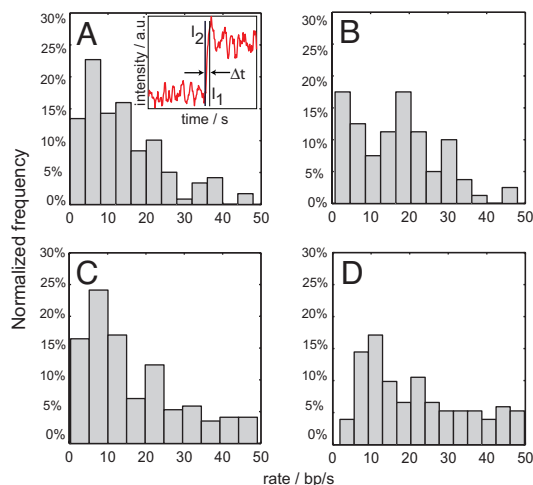 A
30%
25%
20%
15%
10%
5%
0%
0 10 20 30 40 50
intensity / a.u.
I2
Δt
I1
time / s
B
30%
25%
20%
15%
10%
5%
0%
0 10 20 30 40 50
Normalized frequency
C
30%
25%
20%
15%
10%
5%
0%
0 10 20 30 40 50
D
30%
25%
20%
15%
10%
5%
0%
0 10 20 30 40 50
rate / bp/s